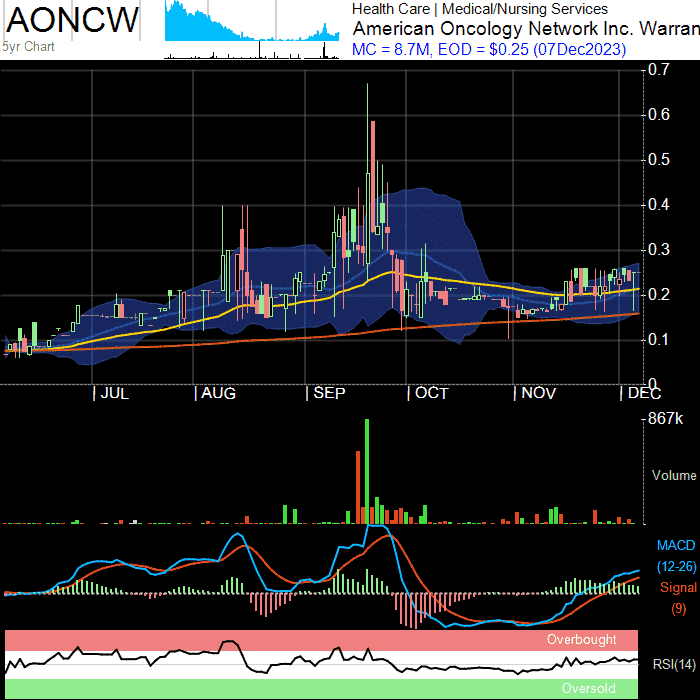 AONCW
5yr Chart
Health Care | Medical/Nursing Services
American Oncology Network Inc. Warran
MC = 8.7M, EOD = $0.25 (07Dec2023)
0.7
0.6
0.5
0.4
0.3
0.2
0.1
0
JUL AUG SEP OCT NOV DEC
867k
Volume
MACD
(12-26)
Signal
(9)
Overbought
RSI(14)
Oversold